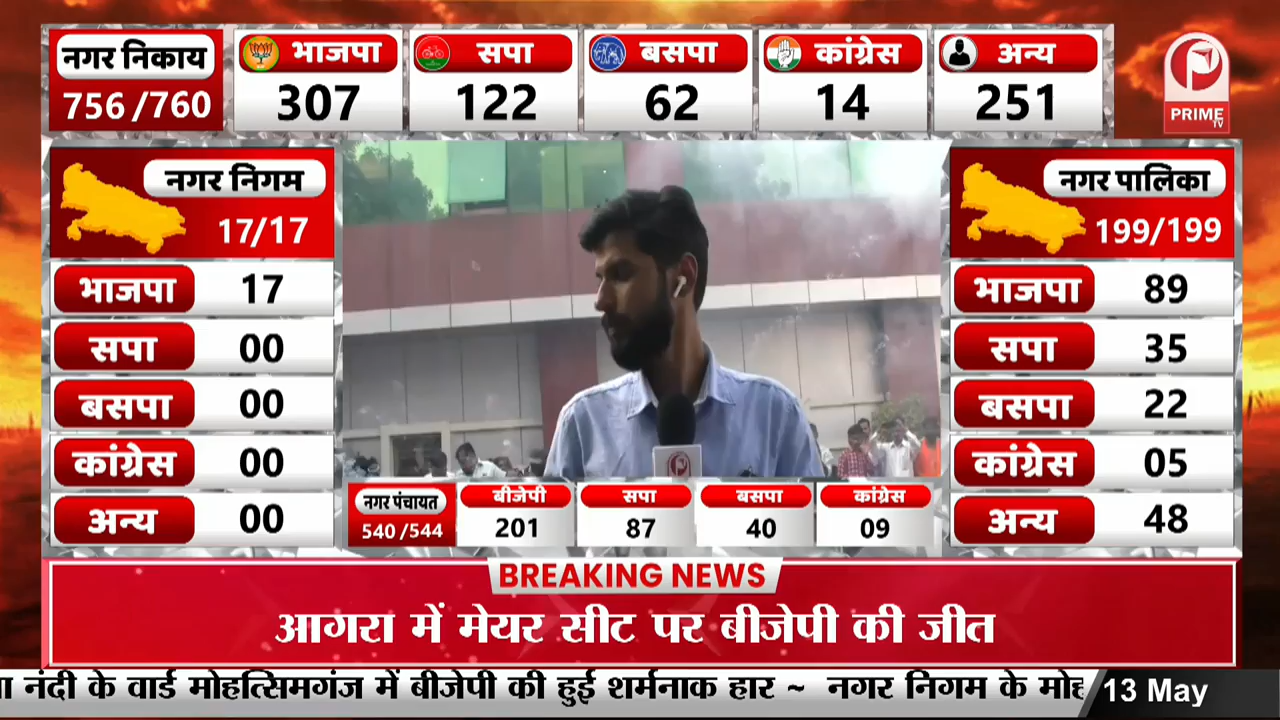 नगर निकाय
756/760
भाजपा
307
सपा
122
बसपा
62
कांग्रेस
14
अन्य
251
PRIME
TV
नगर निगम
17/17
भाजपा 17
सपा 00
बसपा 00
कांग्रेस 00
अन्य 00
नगर पालिका
199/199
भाजपा 89
सपा 35
बसपा 22
कांग्रेस 05
अन्य 48
नगर पंचायत
540/544
बीजेपी
201
सपा
87
बसपा
40
कांग्रेस
09
BREAKING NEWS
आगरा में मेयर सीट पर बीजेपी की जीत
नंदी के वार्ड मोहत्सिमगंज में बीजेपी की हुई शर्मनाक हार ~ नगर निगम के
13 May